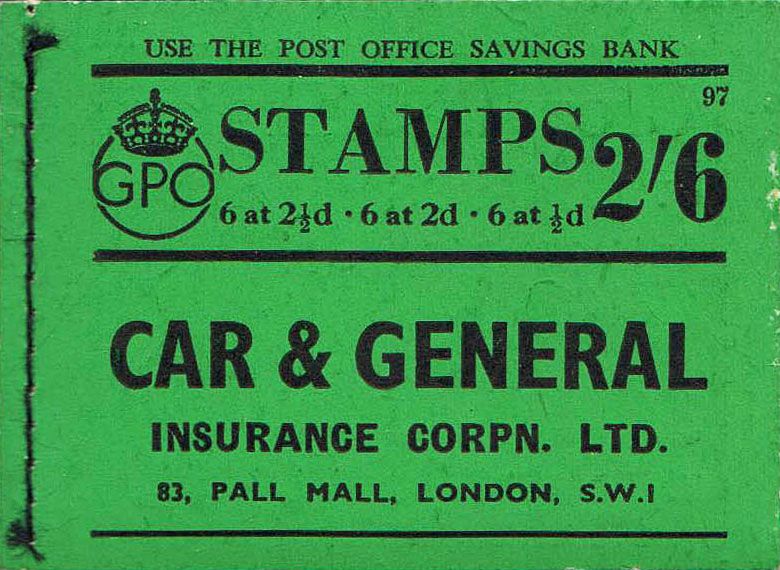 USE THE POST OFFICE SAVINGS BANK
97
GPO
STAMPS 2/6
6 at 2½d · 6 at 2d · 6 at ½d
CAR & GENERAL
INSURANCE CORPN. LTD.
83, PALL MALL, LONDON, S.W.1